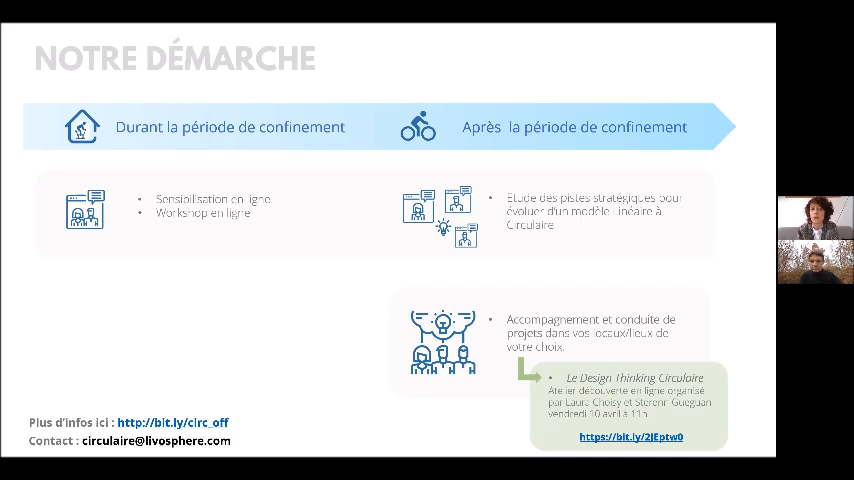 NOTRE DÉMARCHE
Durant la période de confinement
Après la période de confinement
• Sensibilisation en ligne
• Workshop en ligne
• Etude des pistes stratégiques pour
évoluer d'un modèle Linéaire à
Circulaire
• Accompagnement et conduite de
projets dans vos locaux/lieux de
votre choix.
• Le Design Thinking Circulaire
Atelier découverte en ligne organisé
par Laura Choisy et Sterenn Gueguan
vendredi 10 avril à 11h
https://bit.ly/2JEptw0
Plus d'infos ici : http://bit.ly/circ_off
Contact : circulaire@livosphere.com